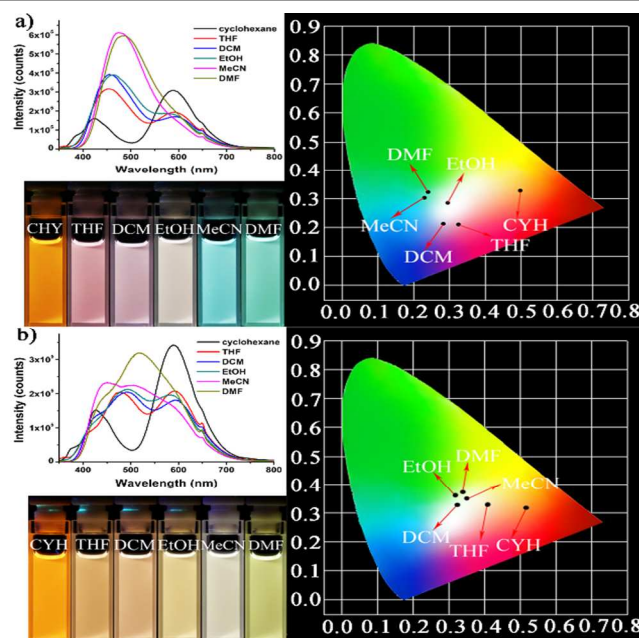 a)
cyclohexane
THF
DCM
EtOH
MeCN
DMF
Intensity (counts)
6x10⁵
5x10⁵
4x10⁵
3x10⁵
2x10⁵
1x10⁵
0
400 500 600 700 800
Wavelength (nm)
CHY THF DCM EtOH MeCN DMF
0.9
0.8
0.7
0.6
0.5
0.4
0.3
0.2
0.1
0.0
DMF
EtOH
MeCN
DCM
THF
CYH
0.0 0.1 0.2 0.3 0.4 0.5 0.6 0.7 0.8
b)
cyclohexane
THF
DCM
EtOH
MeCN
DMF
Intensity (counts)
0
400 500 600 700 800
Wavelength (nm)
CYH THF DCM EtOH MeCN DMF
0.9
0.8
0.7
0.6
0.5
0.4
0.3
0.2
0.1
0.0
EtOH
DMF
MeCN
DCM
THF
CYH
0.0 0.1 0.2 0.3 0.4 0.5 0.6 0.7 0.8